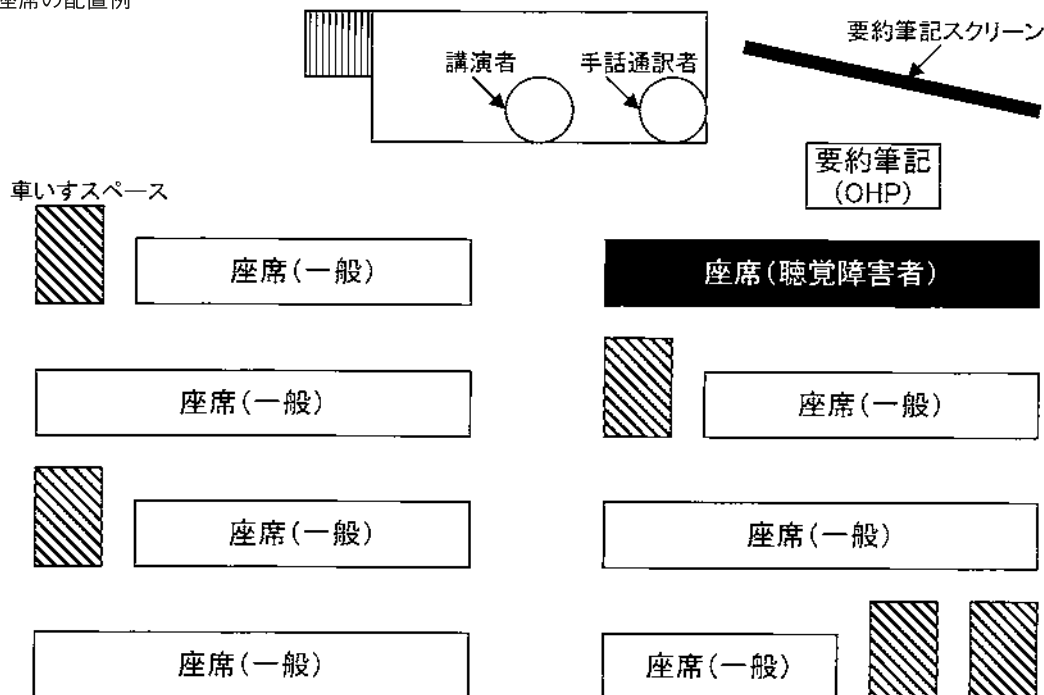 座席の配置例
要約筆記スクリーン
講演者
手話通訳者
要約筆記
(OHP)
車いすスペース
座席(一般)
座席(聴覚障害者)
座席(一般)
座席(一般)
座席(一般)
座席(一般)
座席(一般)
座席(一般)